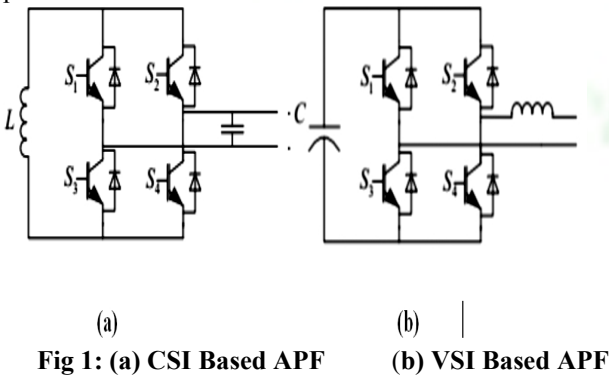 S1
S2
L
S3
S4
C
S1
S2
S3
S4
(a)
(b)
Fig 1: (a) CSI Based APF (b) VSI Based APF